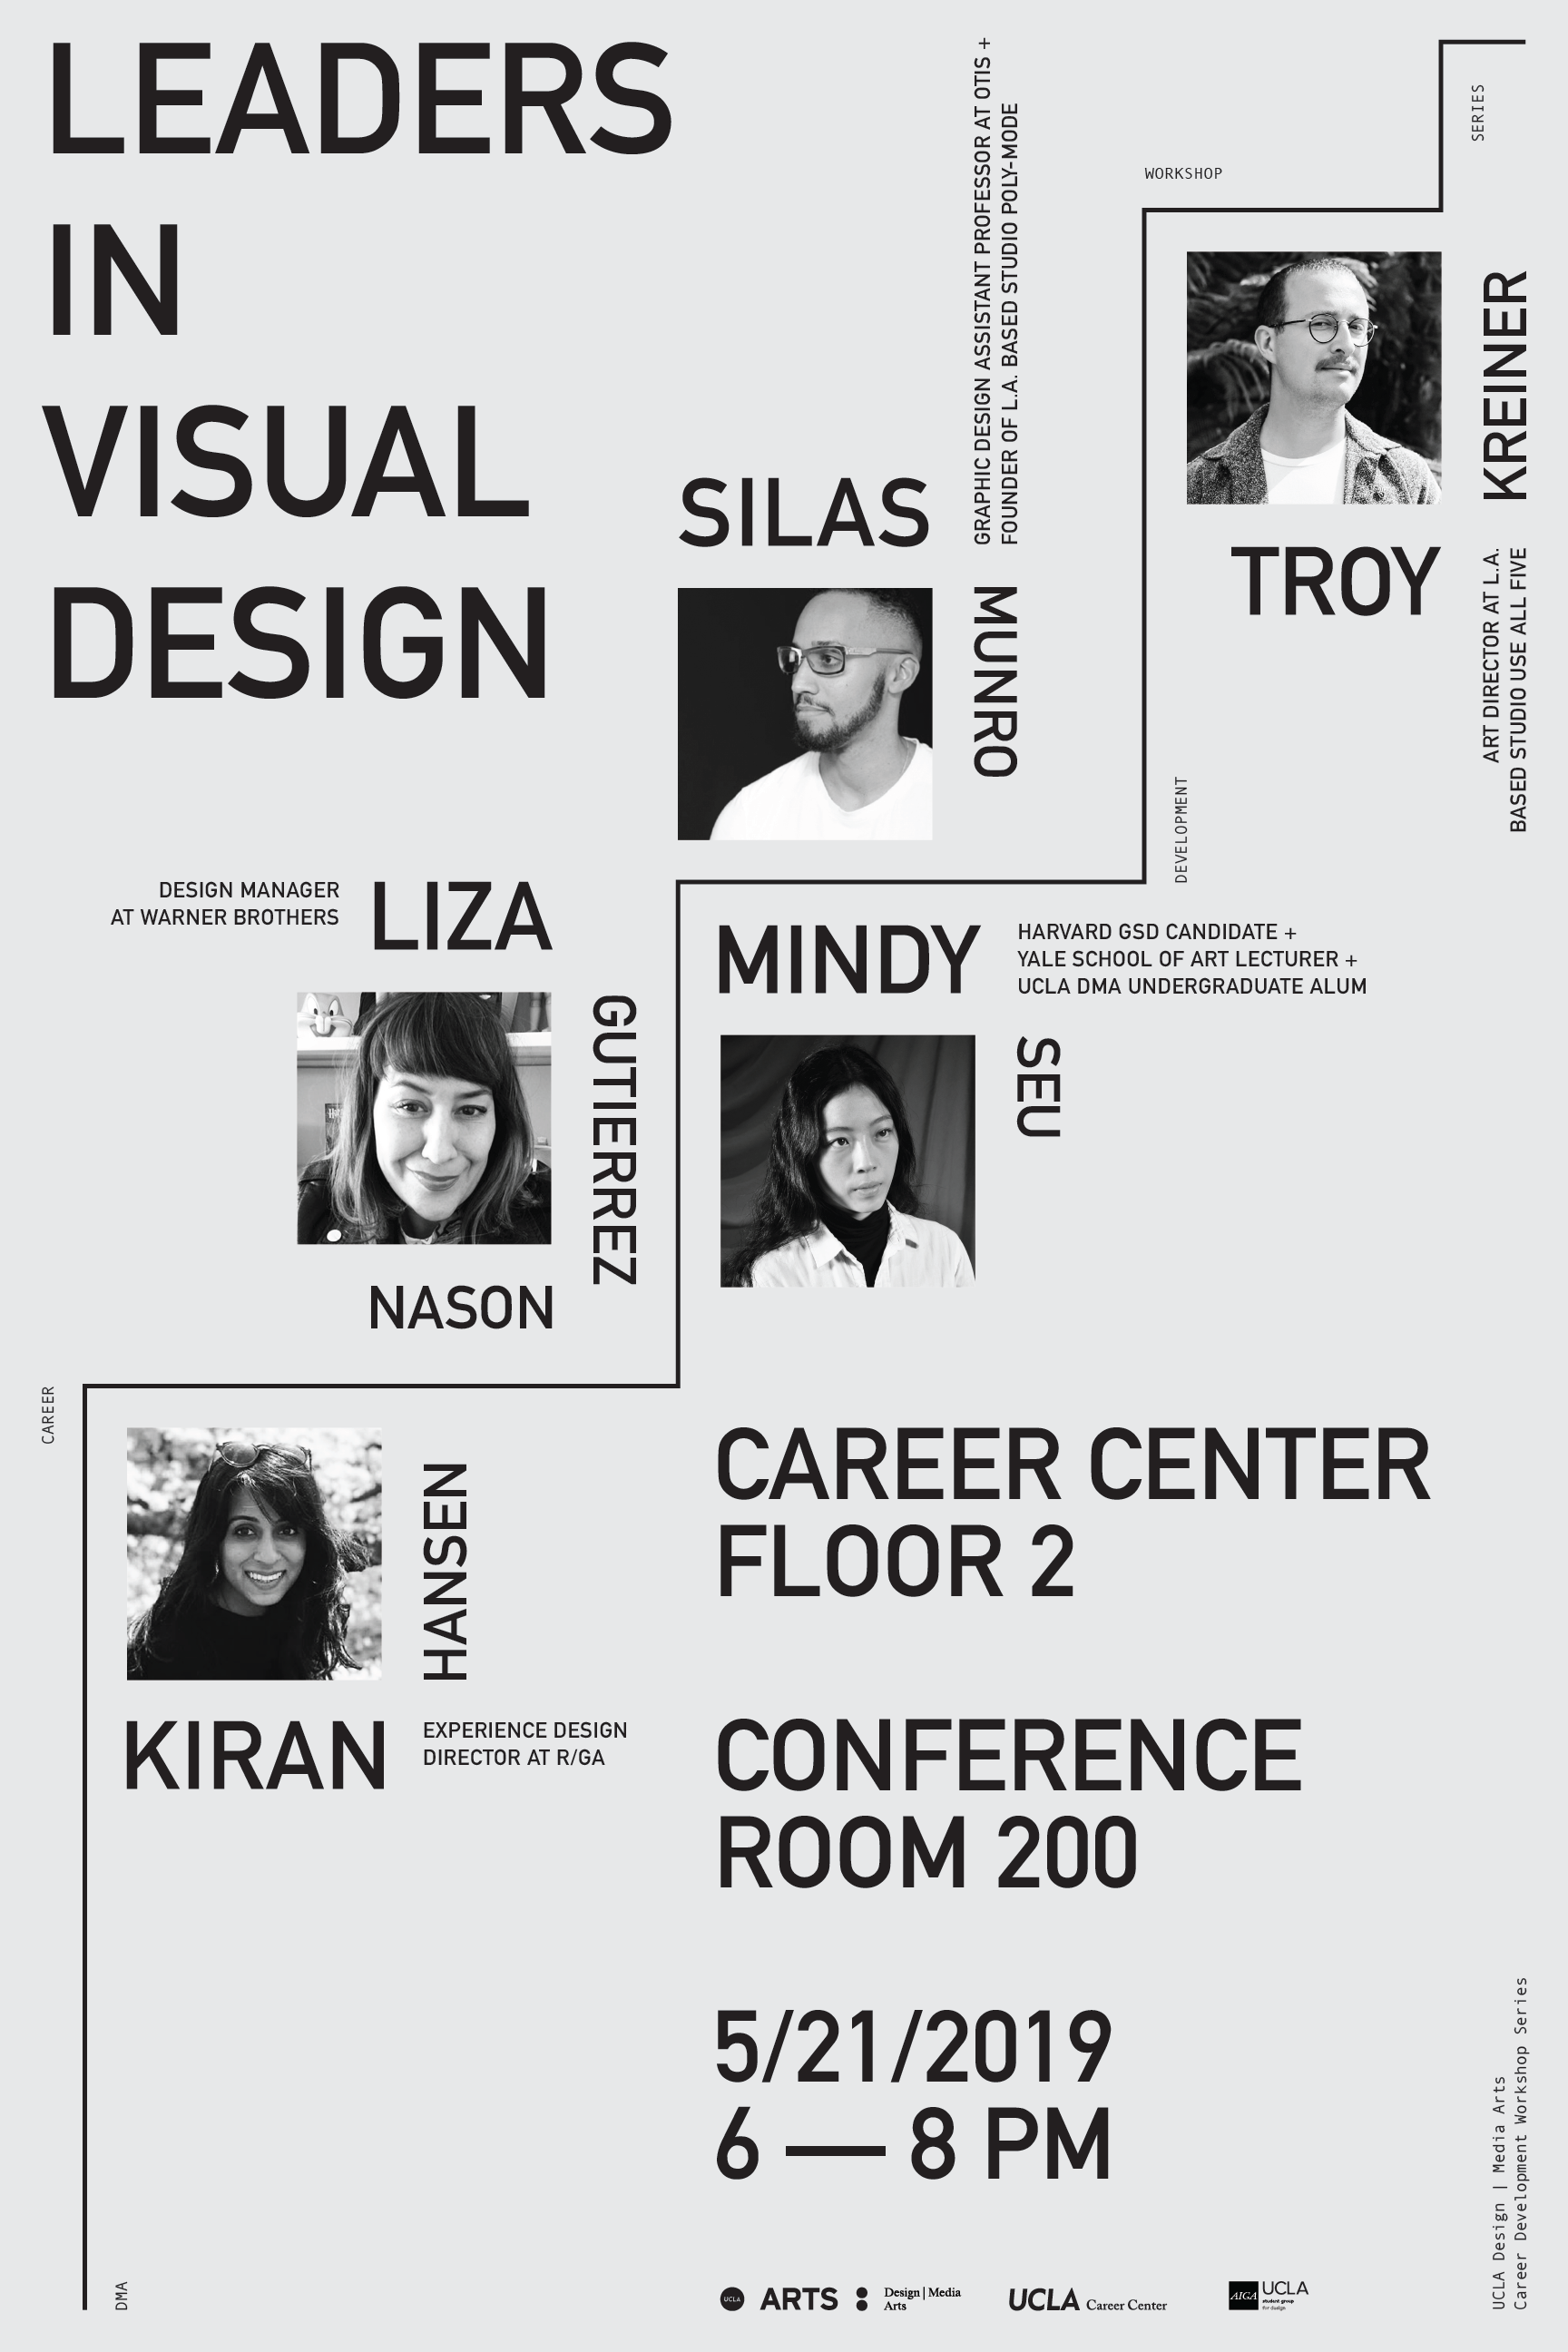 LEADERS
IN
VISUAL
DESIGN
SERIES
WORKSHOP
GRAPHIC DESIGN ASSISTANT PROFESSOR AT OTIS +
FOUNDER OF L.A. BASED STUDIO POLY-MODE
SILAS
MUNRO
KREINER
TROY
ART DIRECTOR AT L.A.
BASED STUDIO USE ALL FIVE
DEVELOPMENT
DESIGN MANAGER
AT WARNER BROTHERS
LIZA
GUTIERREZ
NASON
MINDY
HARVARD GSD CANDIDATE +
YALE SCHOOL OF ART LECTURER +
UCLA DMA UNDERGRADUATE ALUM
SEU
CAREER
HANSEN
KIRAN
EXPERIENCE DESIGN
DIRECTOR AT R/GA
CAREER CENTER
FLOOR 2
CONFERENCE
ROOM 200
5/21/2019
6 — 8 PM
DMA
UCLA ARTS
Design | Media
Arts
UCLA Career Center
AIGA UCLA
student group
for design
UCLA Design | Media Arts
Career Development Workshop Series